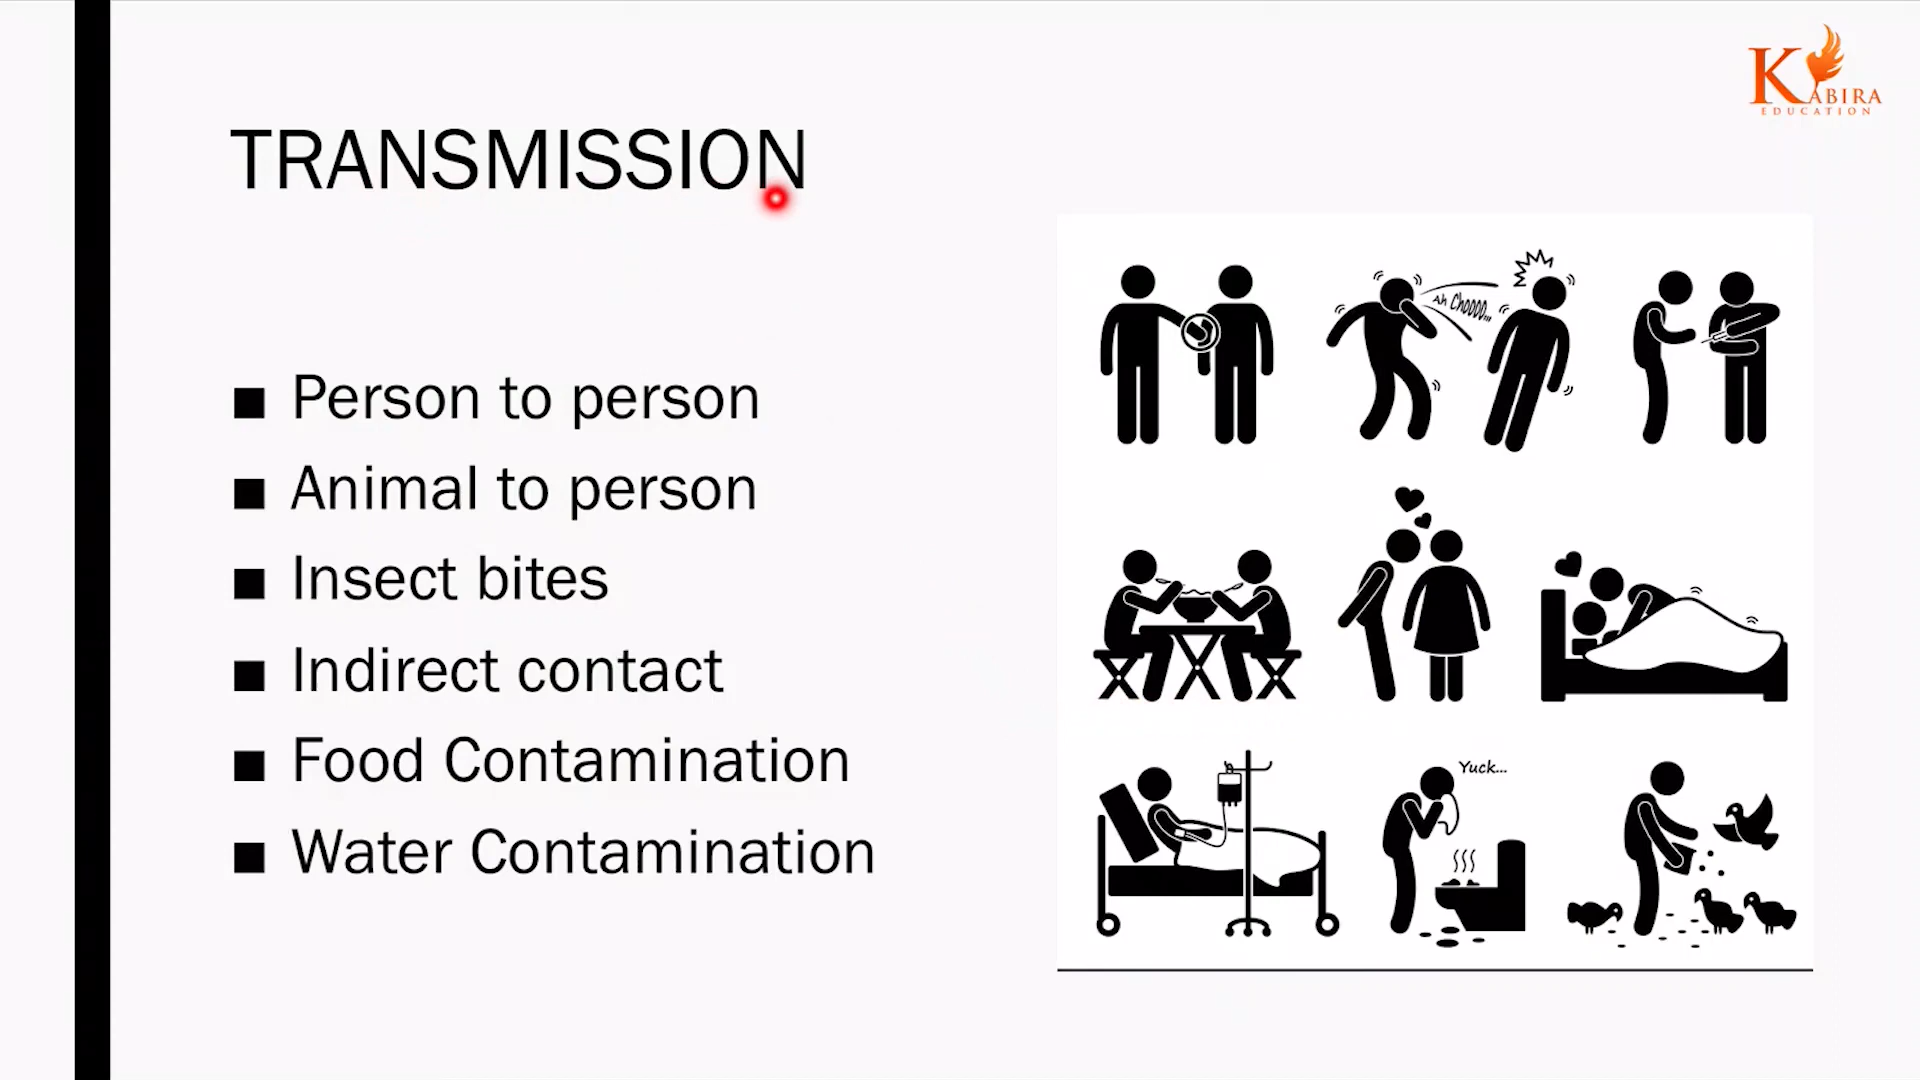 KABIRA
EDUCATION
TRANSMISSION
■ Person to person
■ Animal to person
■ Insect bites
■ Indirect contact
■ Food Contamination
■ Water Contamination
Ah Choooo...
Yuck...